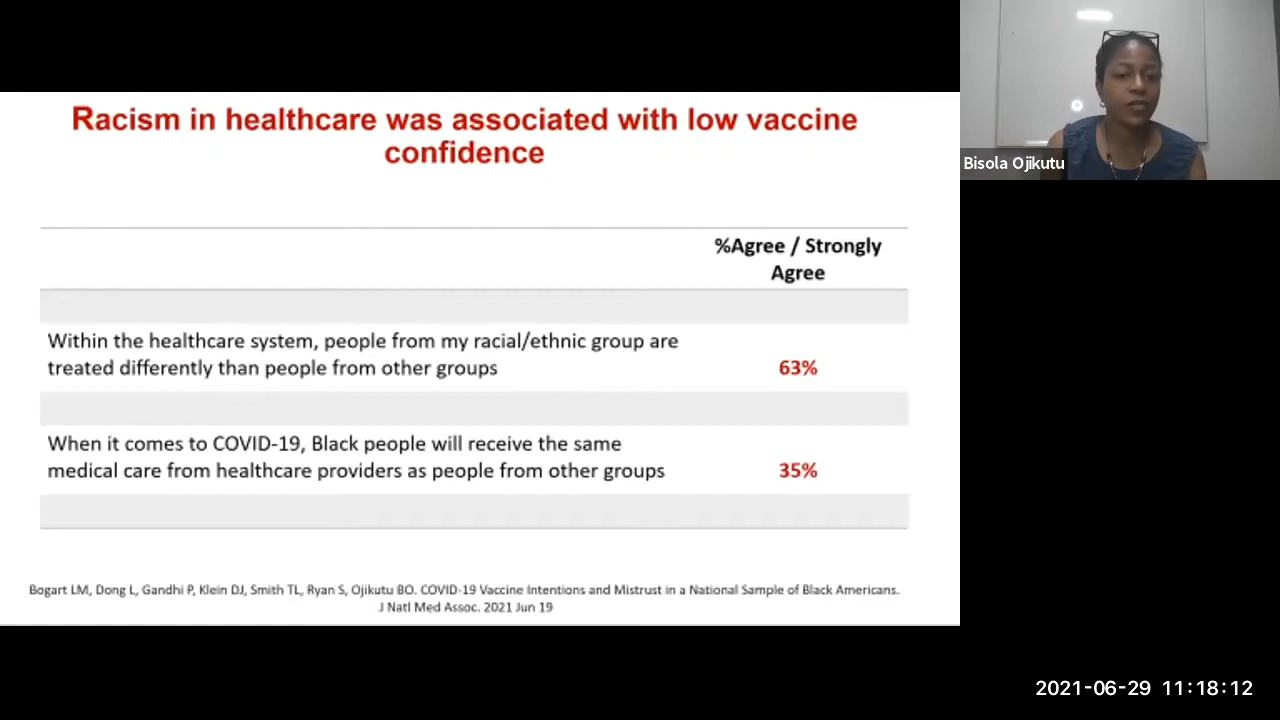 Racism in healthcare was associated with low vaccine
confidence
%Agree / Strongly
Agree
Within the healthcare system, people from my racial/ethnic group are
treated differently than people from other groups
63%
When it comes to COVID-19, Black people will receive the same
medical care from healthcare providers as people from other groups
35%
Bogart LM, Dong L, Gandhi P, Klein DJ, Smith TL, Ryan S, Ojikutu BO. COVID-19 Vaccine Intentions and Mistrust in a National Sample of Black Americans.
J Natl Med Assoc. 2021 Jun 19
Bisola Ojikutu
2021-06-29 11:18:12